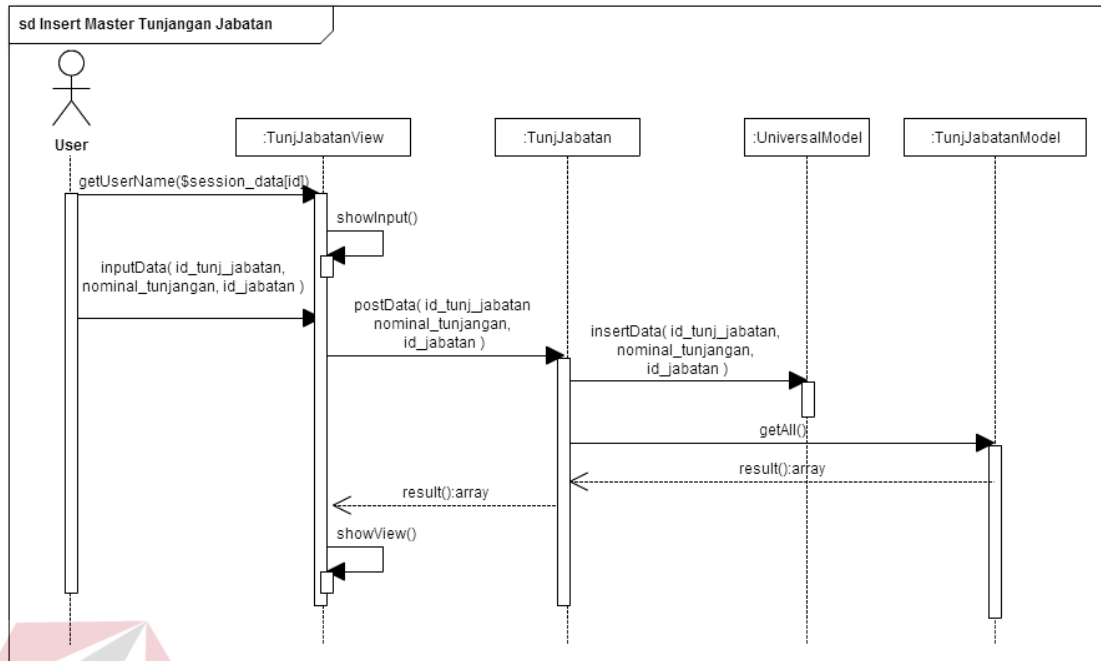 sd Insert Master Tunjangan Jabatan
User
:TunjJabatanView
:TunjJabatan
:UniversalModel
:TunjJabatanModel
getUserName($session_data[id])
showInput()
inputData( id_tunj_jabatan,
nominal_tunjangan, id_jabatan )
postData( id_tunj_jabatan
nominal_tunjangan,
id_jabatan )
insertData( id_tunj_jabatan,
nominal_tunjangan,
id_jabatan )
getAll()
result():array
result():array
showView()